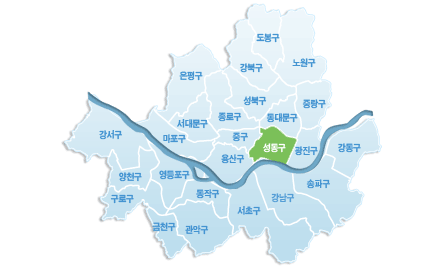 도봉구
노원구
강북구
은평구
성북구
중랑구
종로구
동대문구
서대문구
강서구
마포구
중구
성동구
광진구
강동구
용산구
양천구
영등포구
송파구
동작구
강남구
구로구
서초구
금천구
관악구